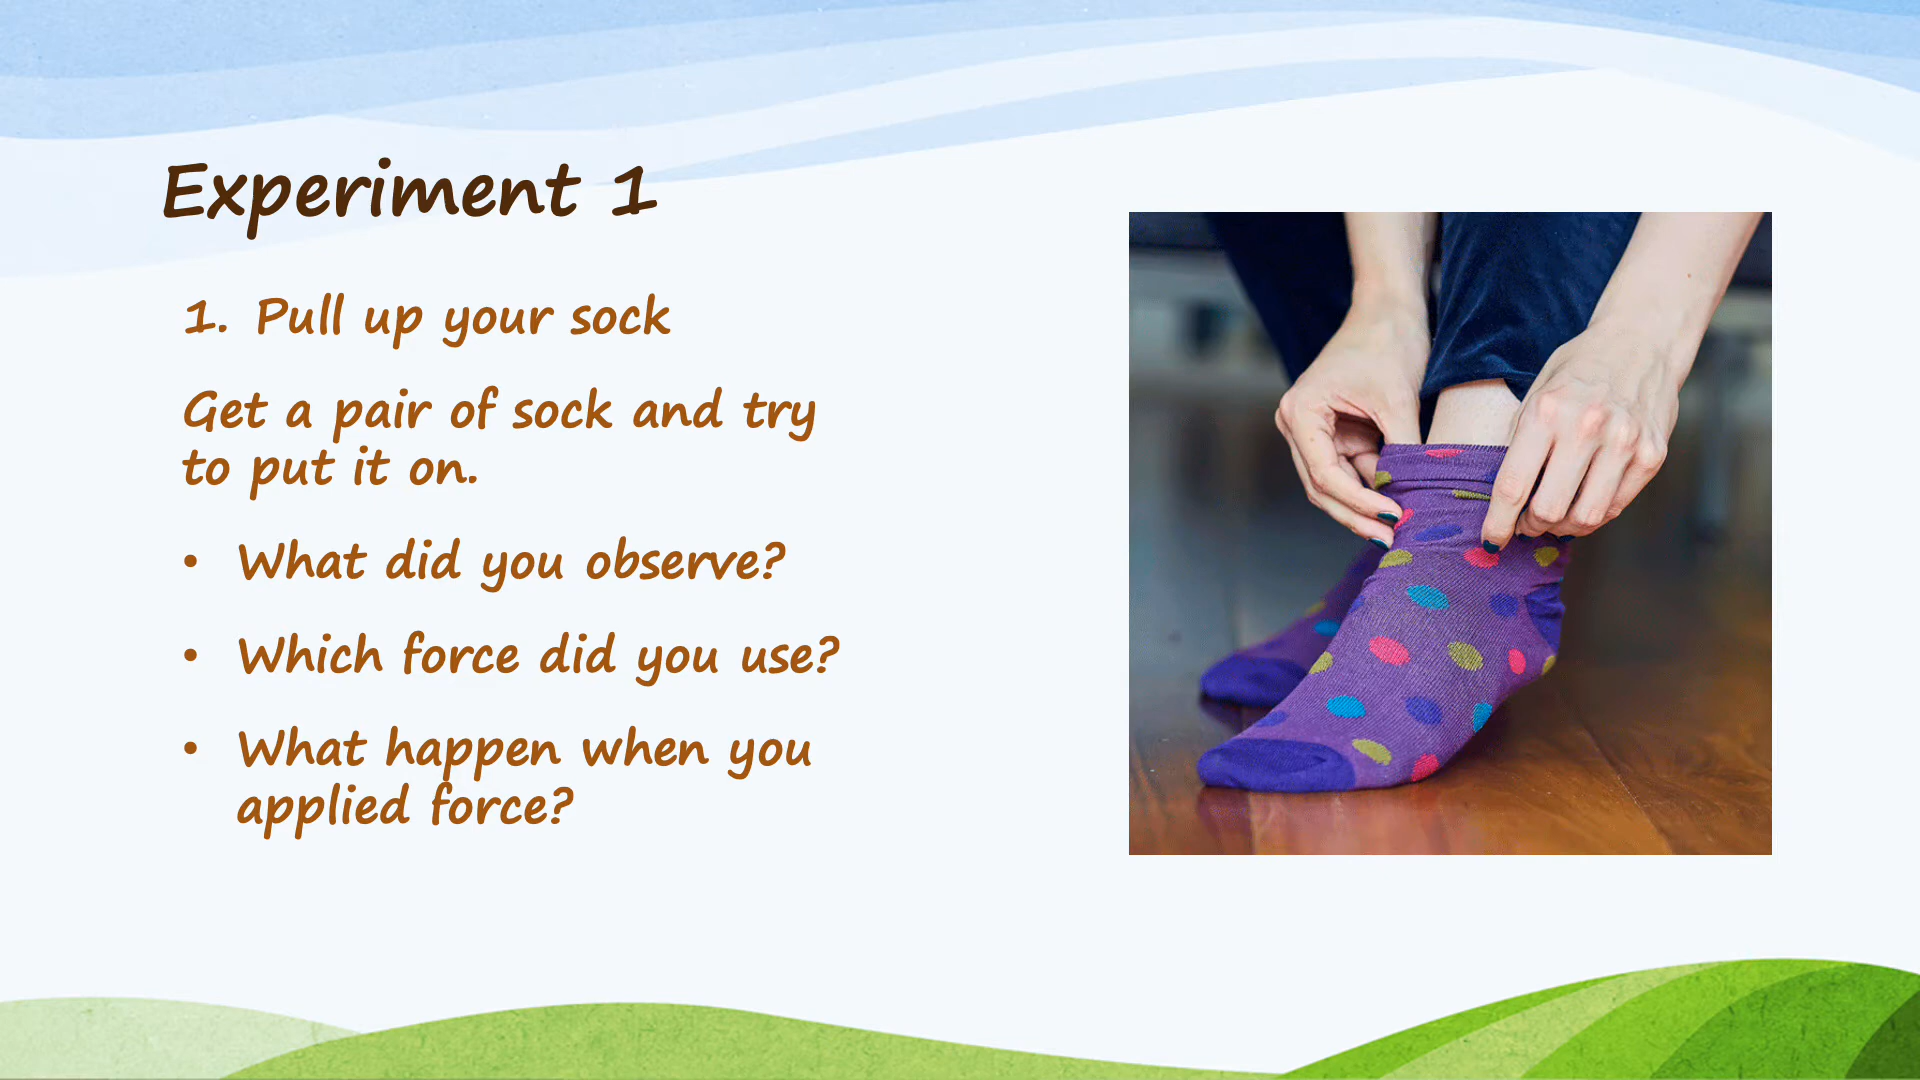 Experiment 1
1. Pull up your sock
Get a pair of sock and try
to put it on.
• What did you observe?
• Which force did you use?
• What happen when you
applied force?